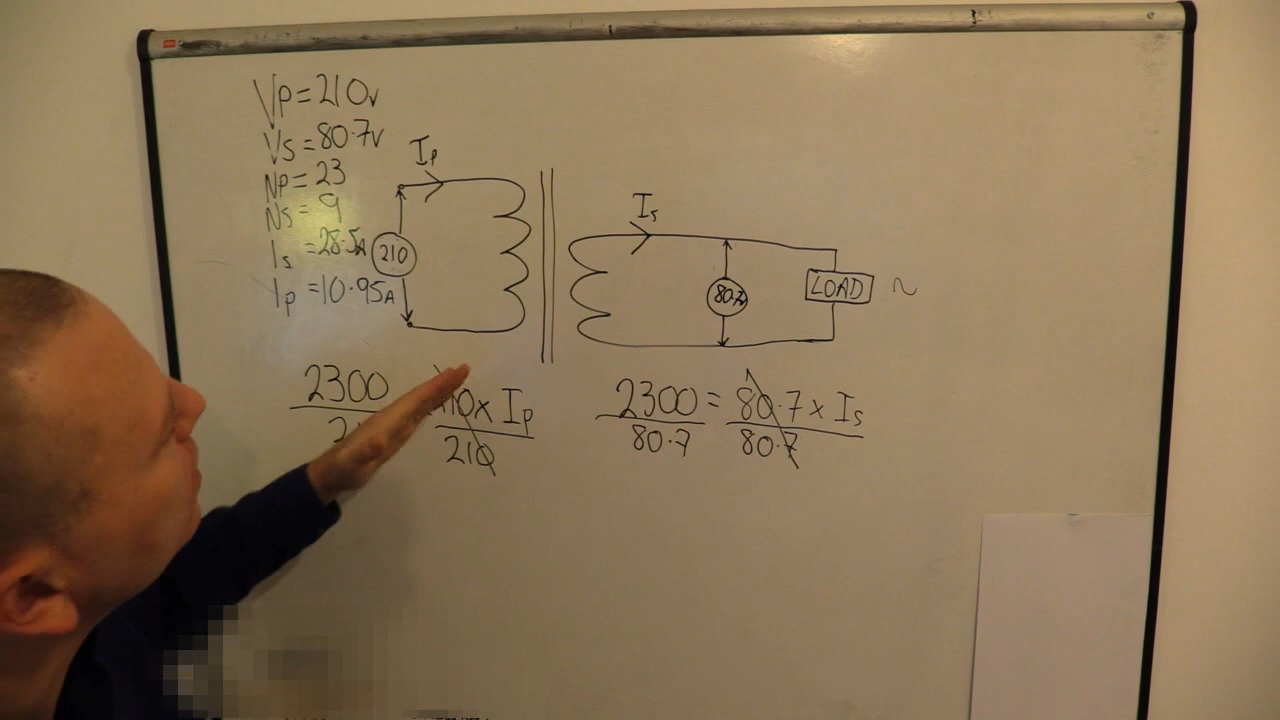 Vp=210v
Vs=80.7v
Np=23
Ns=9
Is=28.5A
Ip=10.95A
Ip
210
Is
80.7v
LOAD
~
2300
x Ip
210
2300 = 80.7 x Is
80.7 80.7